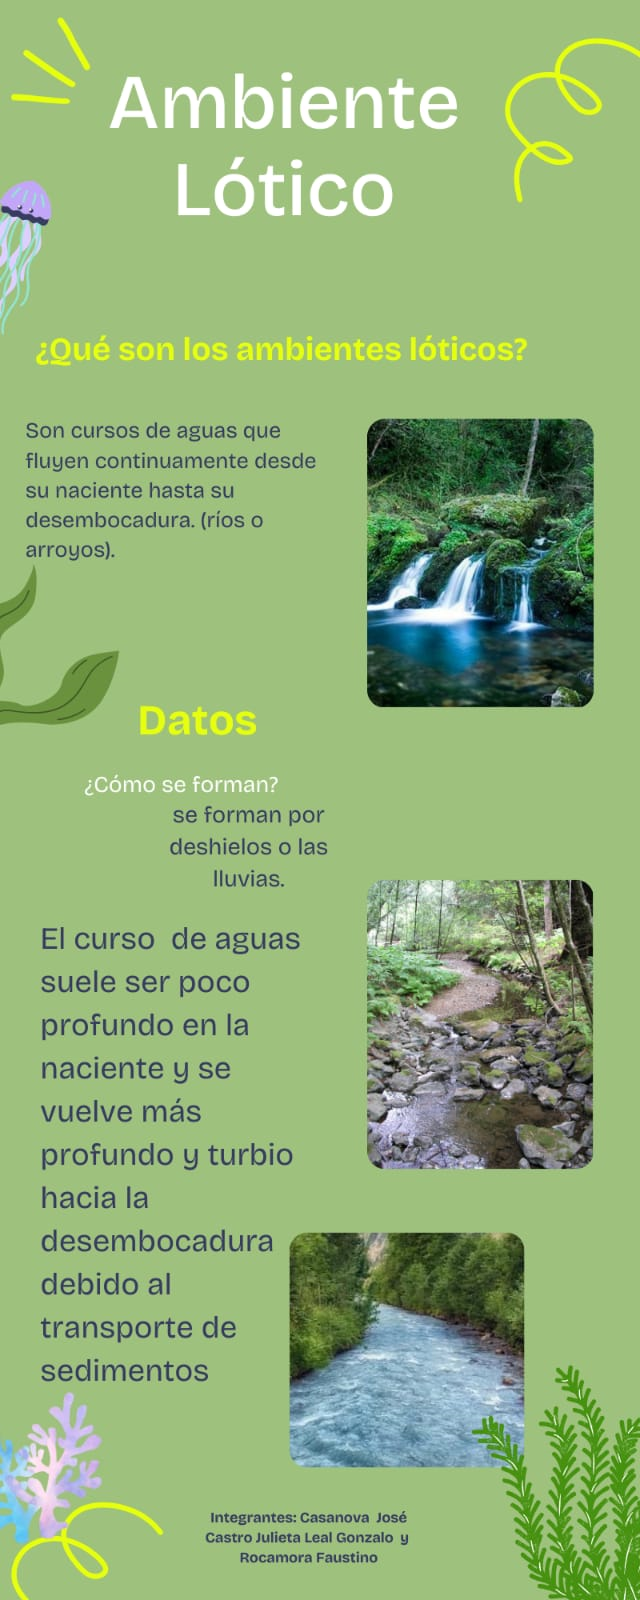 Ambiente
Lótico
¿Qué son los ambientes lóticos?
Son cursos de aguas que
fluyen continuamente desde
su naciente hasta su
desembocadura. (ríos o
arroyos).
Datos
¿Cómo se forman?
se forman por
deshielos o las
lluvias.
El curso  de aguas
suele ser poco
profundo en la
naciente y se
vuelve más
profundo y turbio
hacia la
desembocadura
debido al
transporte de
sedimentos
Integrantes: Casanova  José
Castro Julieta Leal Gonzalo  y
Rocamora Faustino